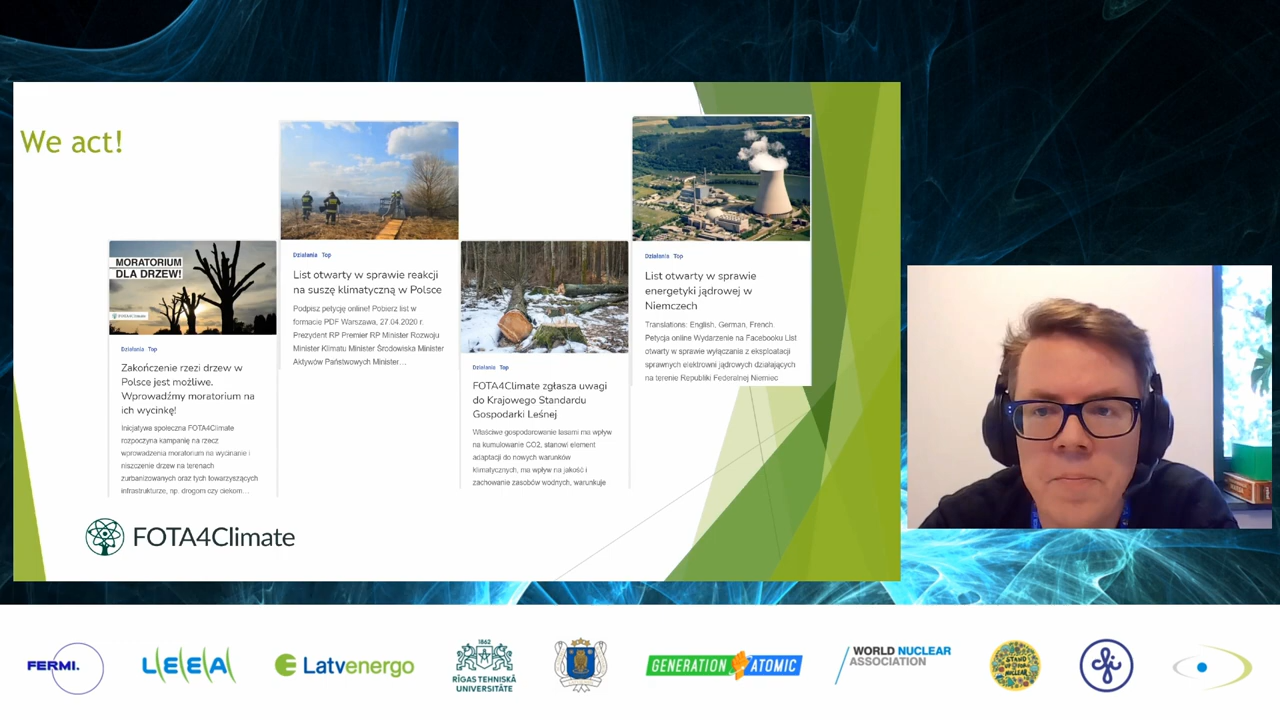 We act!
MORATORIUM
DLA DRZEW!
FOTA4Climate
Działania Top
Zakończenie rzezi drzew w
Polsce jest możliwe.
Wprowadźmy moratorium na
ich wycinkę!
Inicjatywa społeczna FOTA4Climate
rozpoczyna kampanię na rzecz
wprowadzenia moratorium na wycinanie i
niszczenie drzew na terenach
zurbanizowanych oraz tych towarzyszących
infrastrukturze, np. drogom czy ciekom...
Działania Top
List otwarty w sprawie reakcji
na suszę klimatyczną w Polsce
Podpisz petycję online! Pobierz list w
formacie PDF Warszawa, 27.04.2020 r.
Prezydent RP Premier RP Minister Rozwoju
Minister Klimatu Minister Środowiska Minister
Aktywów Państwowych Minister...
Działania Top
FOTA4Climate zgłasza uwagi
do Krajowego Standardu
Gospodarki Leśnej
Właściwe gospodarowanie lasami ma wpływ
na kumulowanie CO2, stanowi element
adaptacji do nowych warunków
klimatycznych, ma wpływ na jakość i
zachowanie zasobów wodnych, warunkuje
Działania Top
List otwarty w sprawie
energetyki jądrowej w
Niemczech
Translations: English, German, French
Petycja online Wydarzenie na Facebooku List
otwarty w sprawie wyłączania z eksploatacji
sprawnych elektrowni jądrowych działających
na terenie Republiki Federalnej Niemiec
FOTA4Climate
FERMI.
LEEA
Latvenergo
1862
RĪGAS TEHNISKĀ
UNIVERSITĀTE
GENERATION ATOMIC
WORLD NUCLEAR
ASSOCIATION
STAND
UP FOR
NUCLEAR